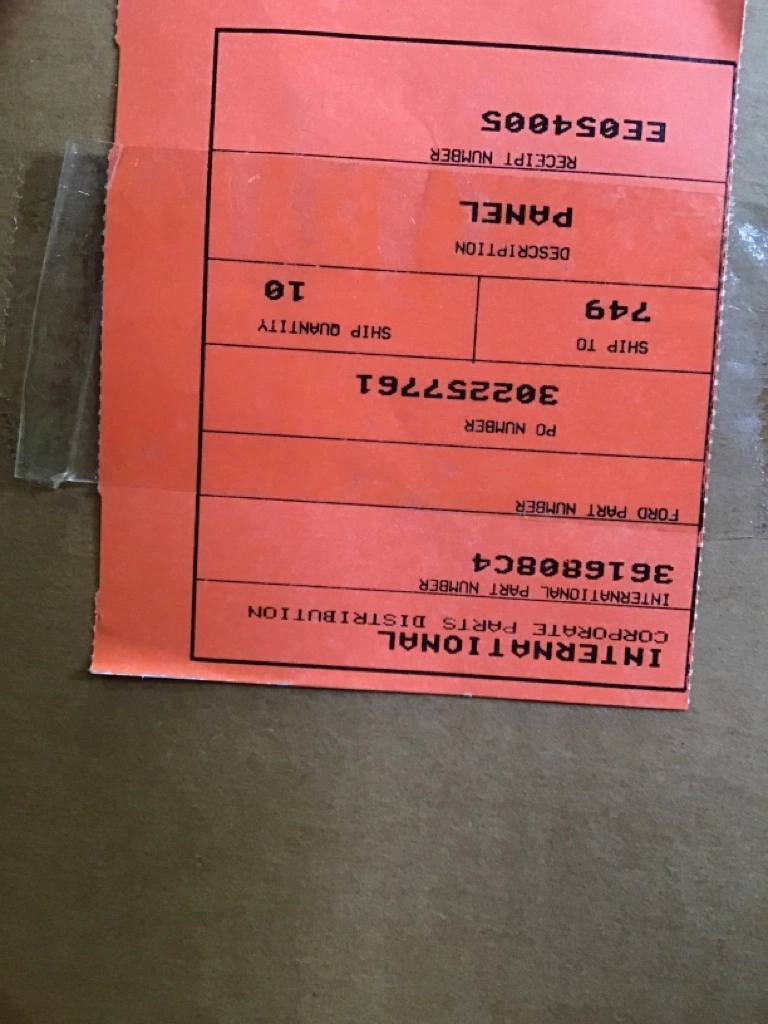 INTERNATIONAL
CORPORATE PARTS DISTRIBUTION
INTERNATIONAL PART NUMBER
3616808C4
FORD PART NUMBER
PO NUMBER
302257761
SHIP TO
749
SHIP QUANTITY
10
DESCRIPTION
PANEL
RECEIPT NUMBER
EE054005